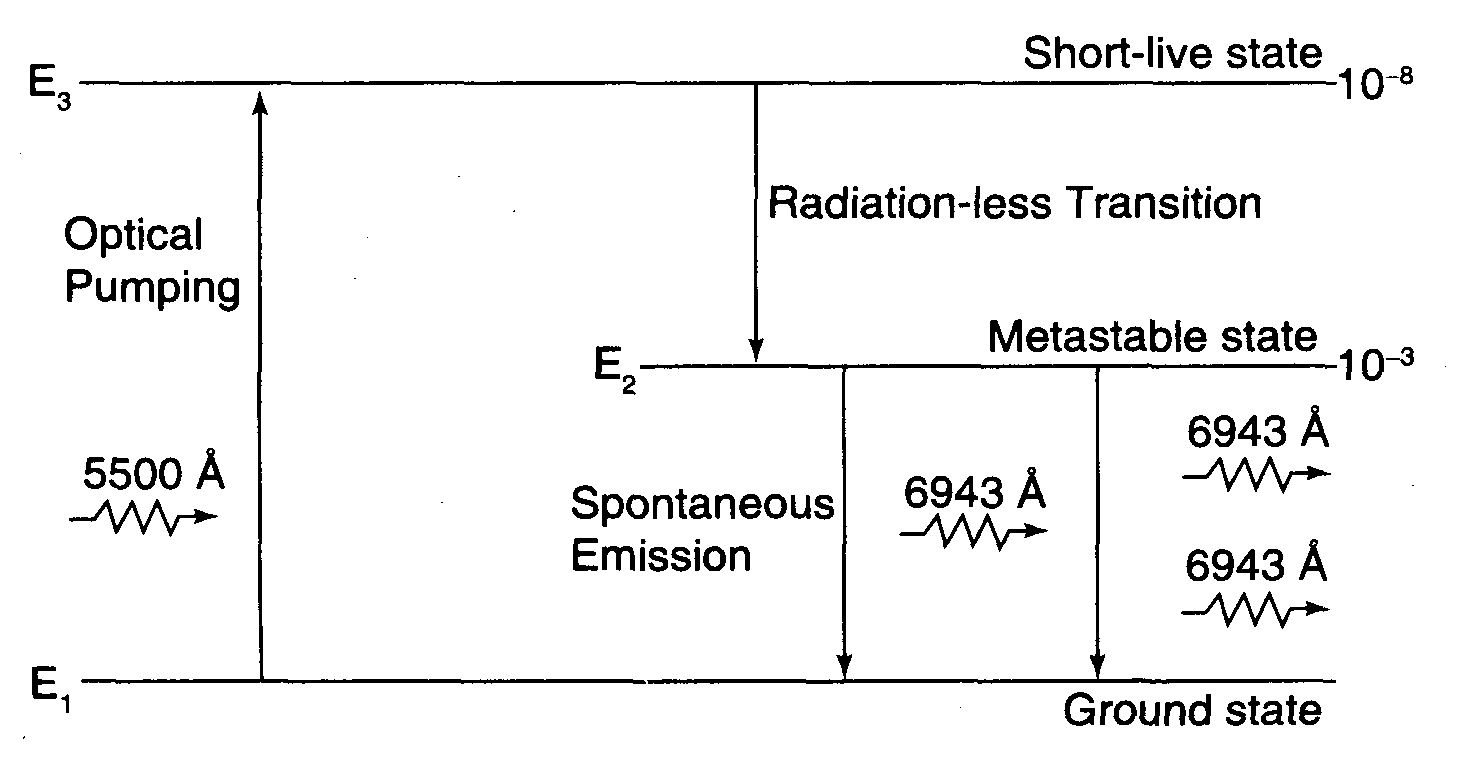 Short-live state
E₃
10⁻⁸
Optical
Pumping
Radiation-less Transition
Metastable state
E₂
10⁻³
5500 Å
Spontaneous
Emission
6943 Å
6943 Å
6943 Å
E₁
Ground state